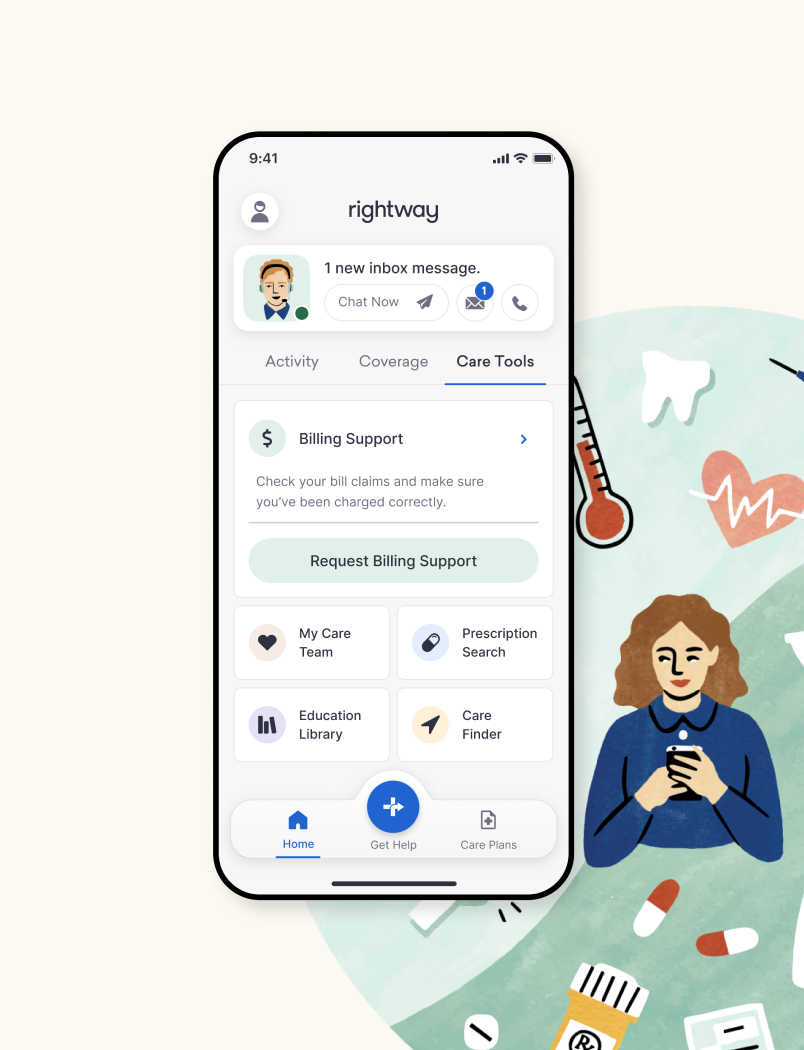 9:41
rightway
1 new inbox message.
Chat Now
1
Activity Coverage Care Tools
$
Billing Support
Check your bill claims and make sure
you've been charged correctly.
Request Billing Support
My Care
Team
Prescription
Search
Education
Library
Care
Finder
Home Get Help Care Plans
Rx